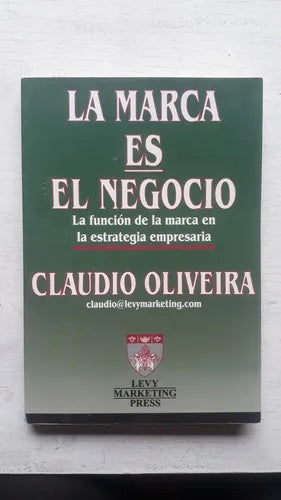 LA MARCA
ES
EL NEGOCIO
La función de la marca en
la estrategia empresaria
CLAUDIO OLIVEIRA
claudio@levymarketing.com
LEVY
MARKETING
PRESS